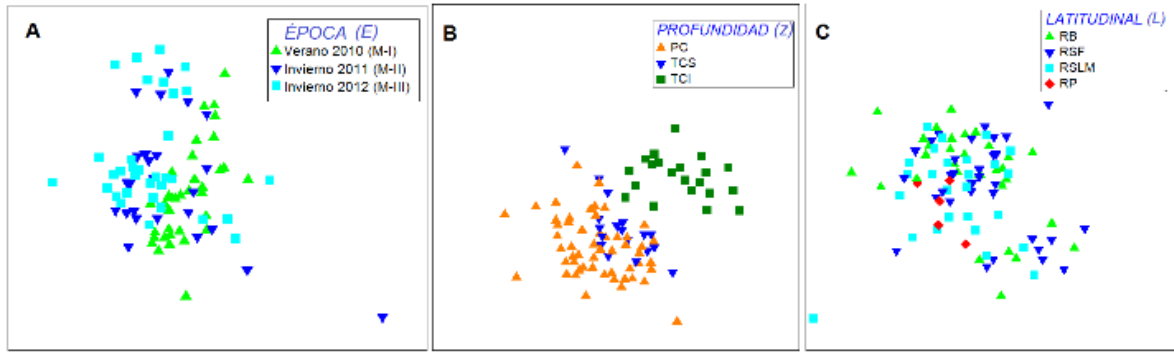 A
ÉPOCA (E)
Verano 2010 (M-I)
Invierno 2011 (M-II)
Invierno 2012 (M-III)
B
PROFUNDIDAD (Z)
PC
TCS
TCI
C
LATITUDINAL (L)
RB
RSF
RSLM
RP